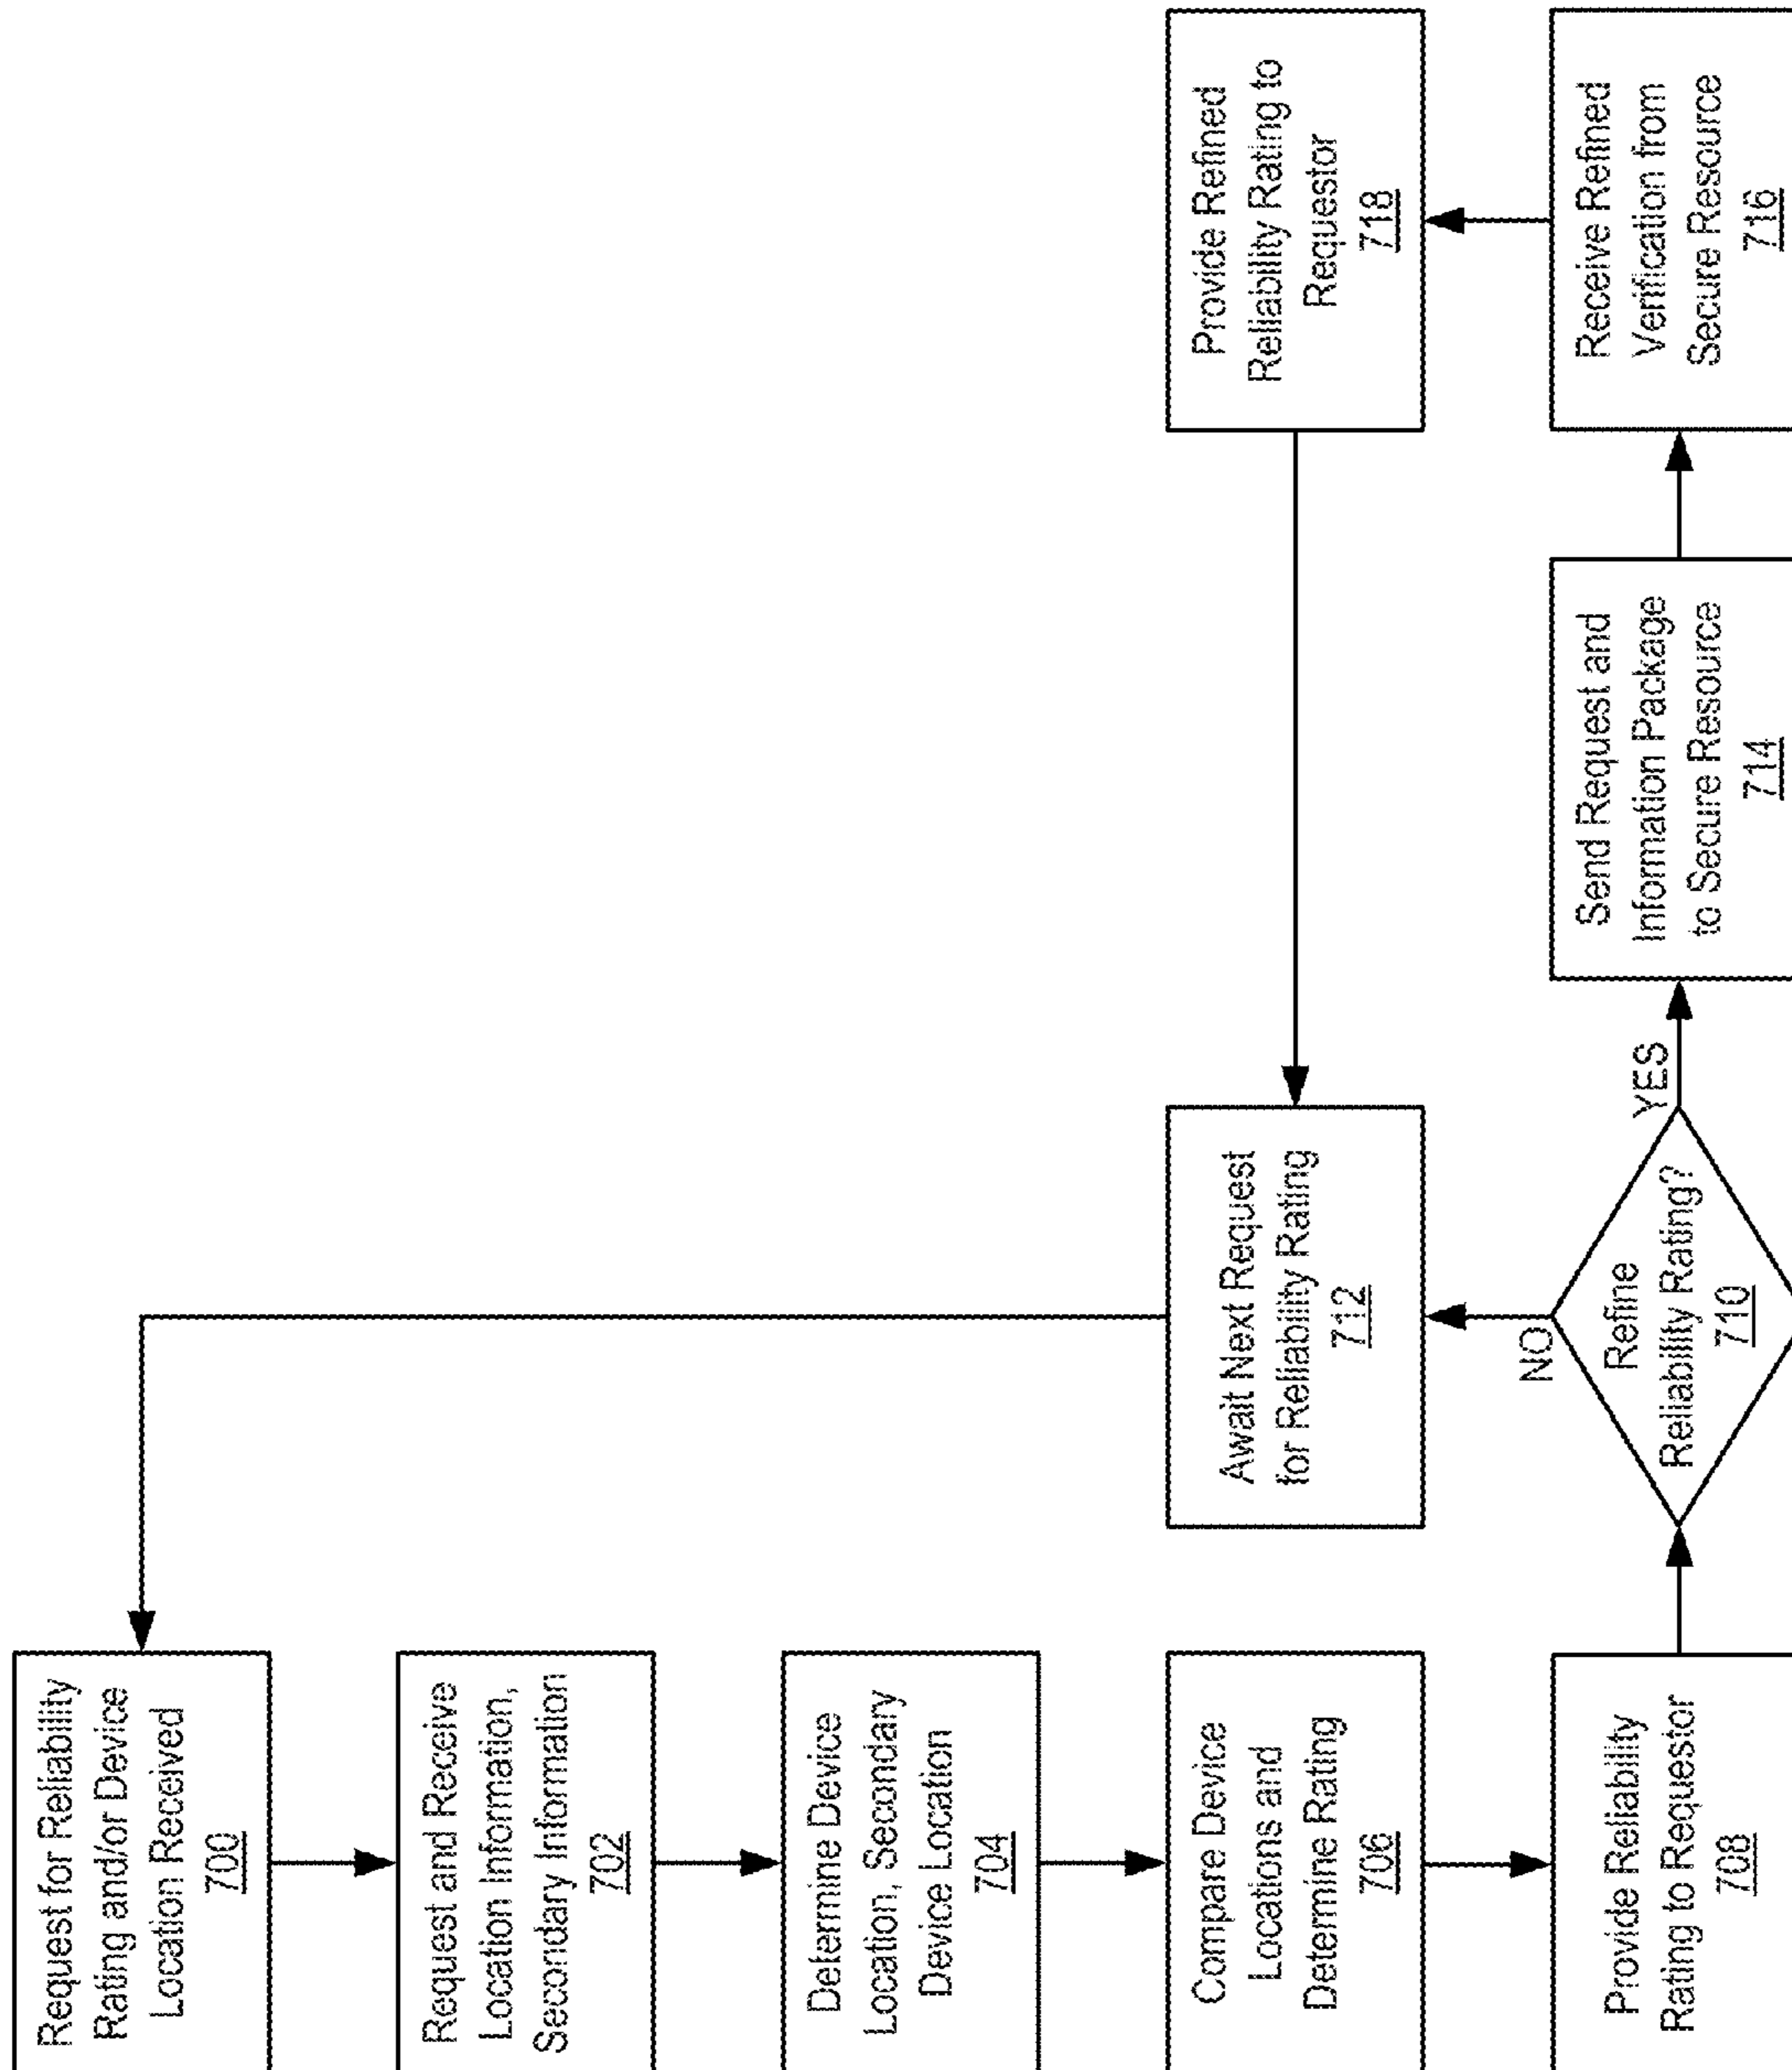 Request for Reliability
Rating and/or Device
Location Received
700
Request and Receive
Location Information,
Secondary Information
702
Determine Device
Location, Secondary
Device Location
704
Compare Device
Locations and
Determine Rating
706
Provide Reliability
Rating to Requestor
708
Refine
Reliability Rating?
710
NO
YES
Await Next Request
for Reliability Rating
712
Send Request and
Information Package
to Secure Resource
714
Receive Refined
Verification from
Secure Resource
716
Provide Refined
Reliability Rating to
Requestor
718